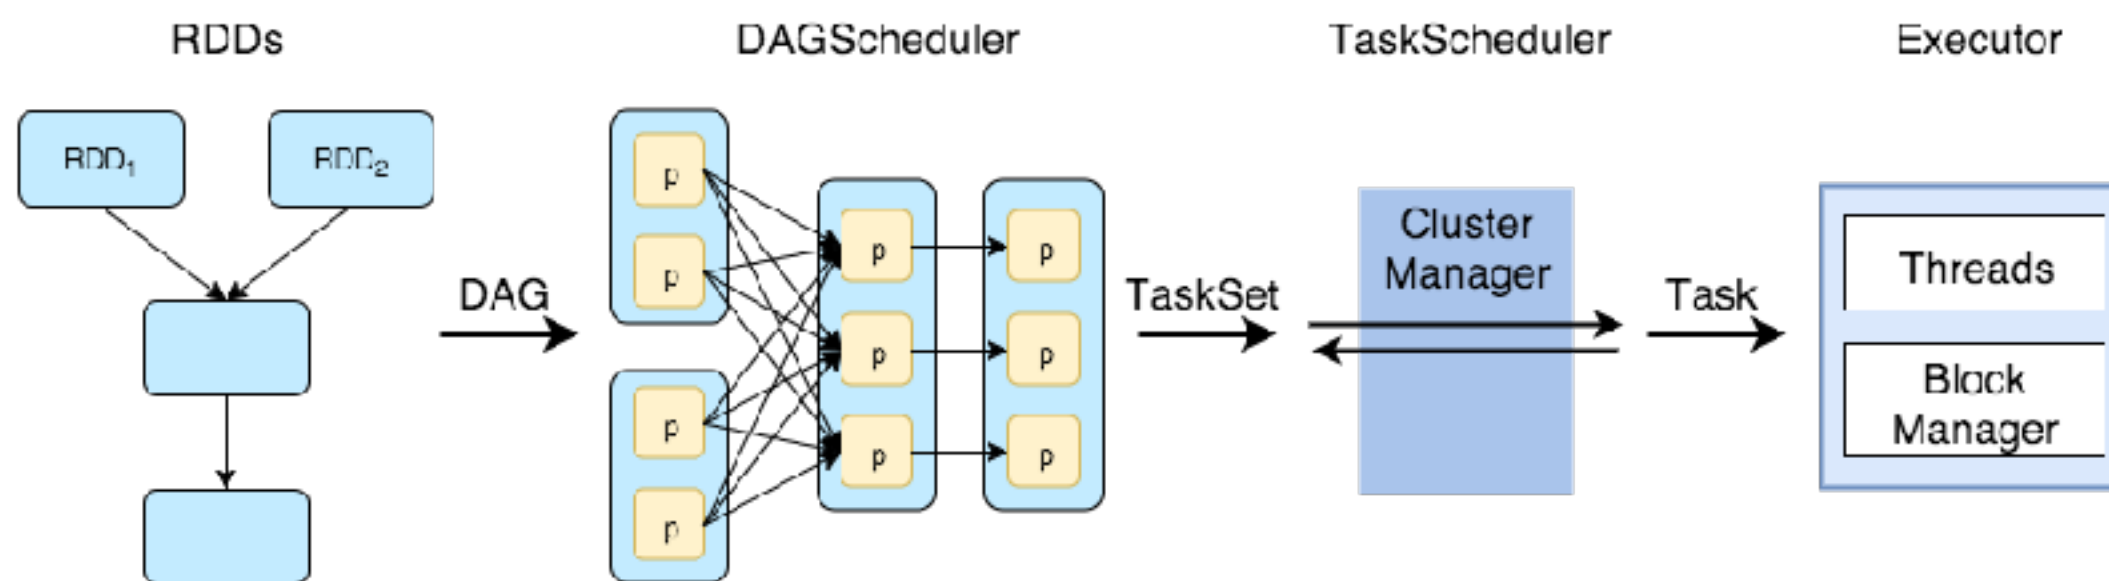 RDDs
DAGScheduler
TaskScheduler
Executor
RDD1
RDD2
DAG
p
p
p
p
p
p
p
p
p
p
TaskSet
Cluster
Manager
Task
Threads
Block
Manager